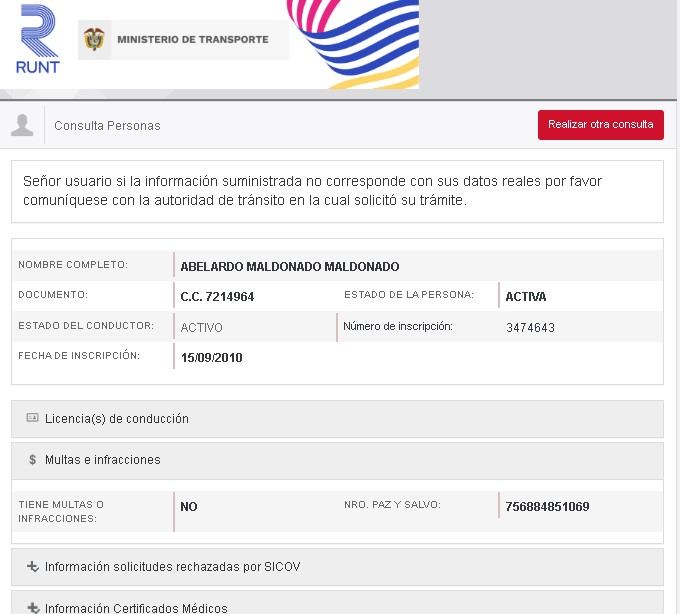 RUNT
MINISTERIO DE TRANSPORTE
Consulta Personas
Realizar otra consulta
Señor usuario si la información suministrada no corresponde con sus datos reales por favor
comuníquese con la autoridad de tránsito en la cual solicitó su trámite.
NOMBRE COMPLETO: ABELARDO MALDONADO MALDONADO
DOCUMENTO: C.C. 7214964 ESTADO DE LA PERSONA: ACTIVA
ESTADO DEL CONDUCTOR: ACTIVO Número de inscripción: 3474643
FECHA DE INSCRIPCIÓN: 15/09/2010
Licencia(s) de conducción
$ Multas e infracciones
TIENE MULTAS O
INFRACCIONES: NO NRO. PAZ Y SALVO: 756884851069
Información solicitudes rechazadas por SICOV
Información Certificados Médicos